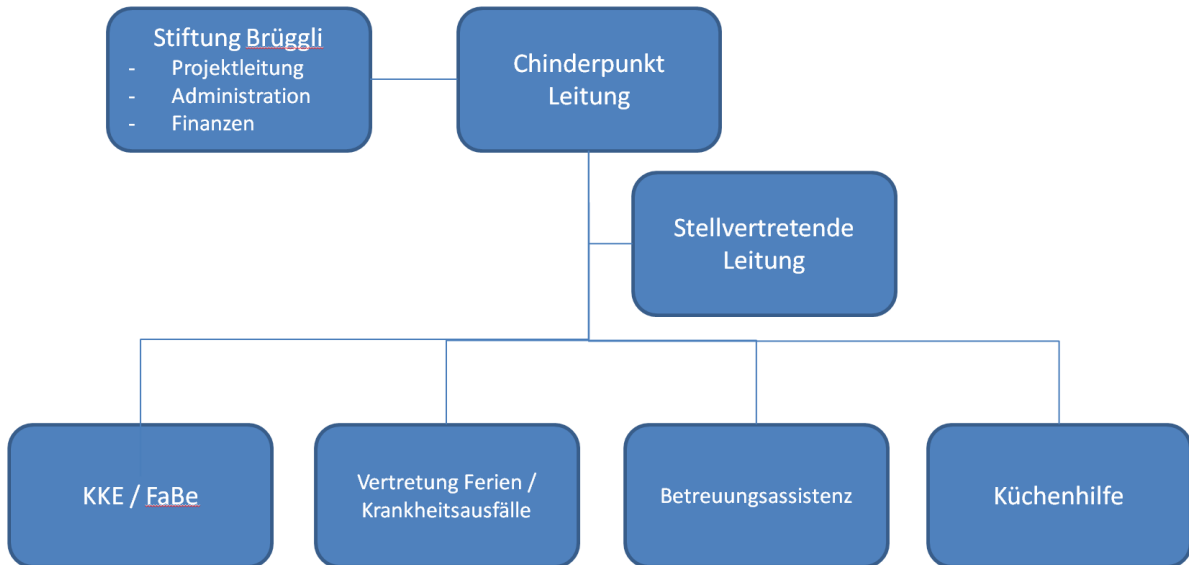 Stiftung Brüggli
- Projektleitung
- Administration
- Finanzen
Chinderpunkt
Leitung
Stellvertretende
Leitung
KKE / FaBe
Vertretung Ferien /
Krankheitsausfälle
Betreuungsassistenz
Küchenhilfe